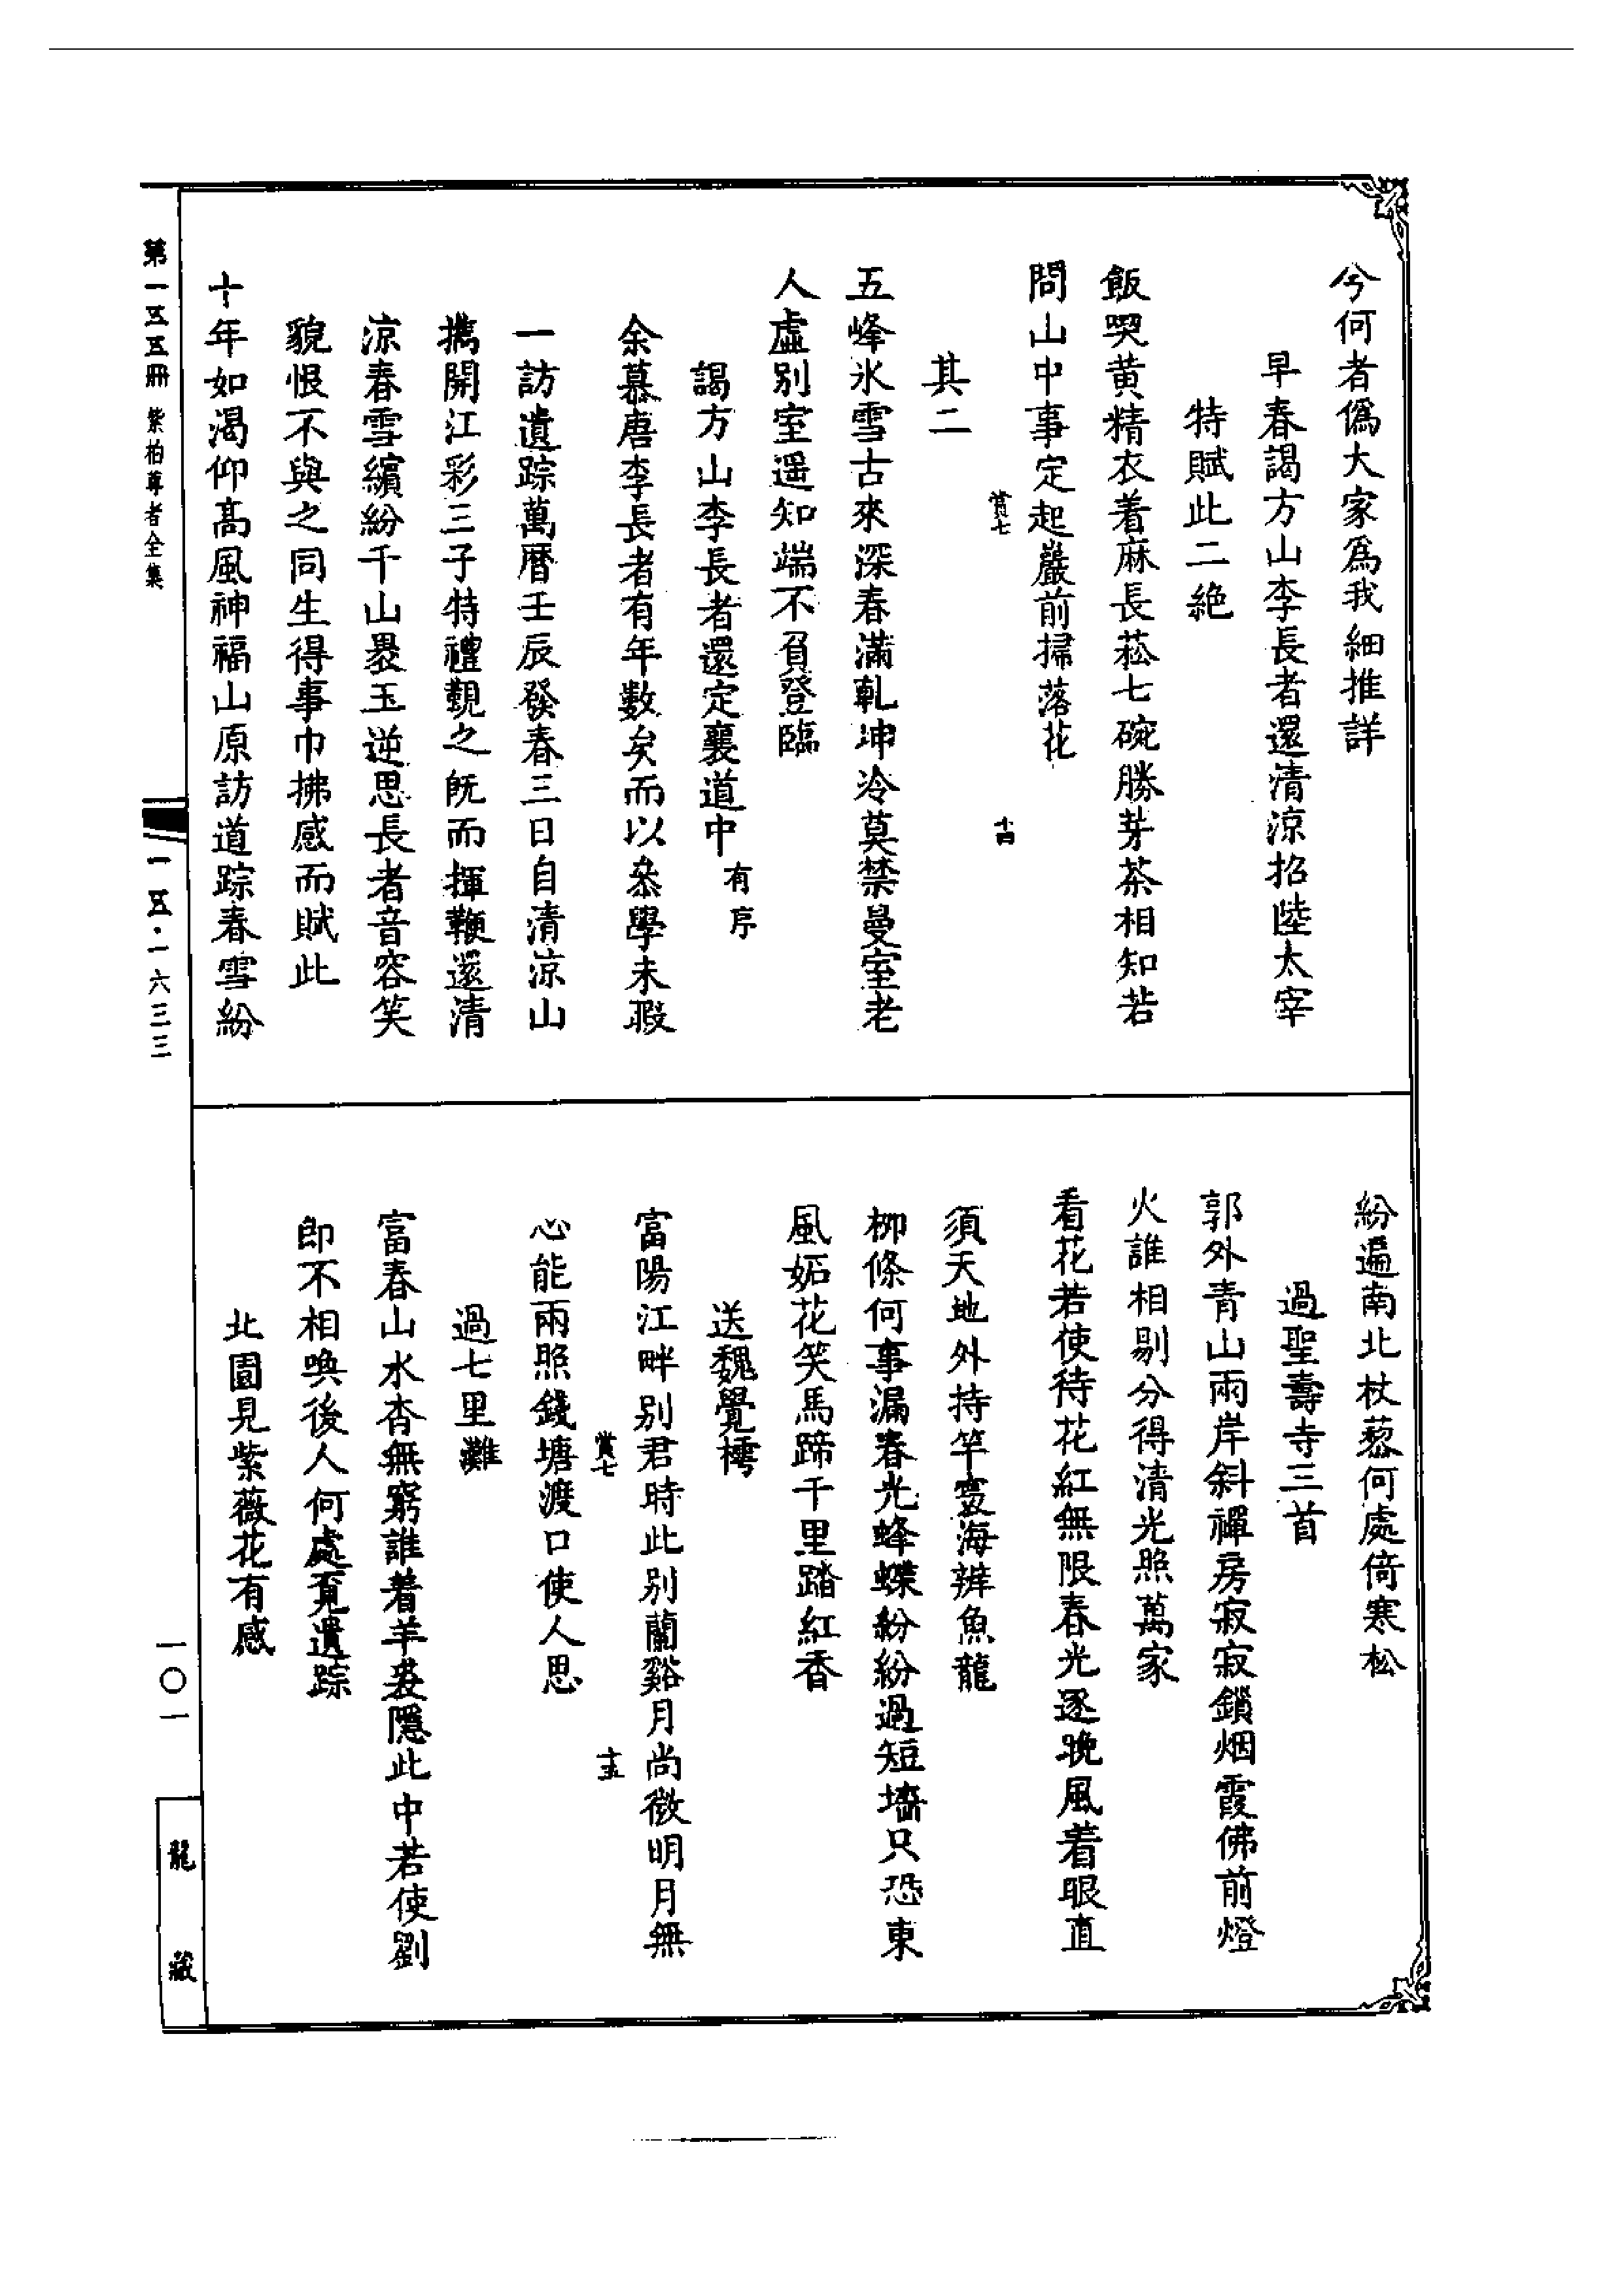 今何者偽大家爲我細推詳
早春謁方山李長者還清涼招陸太宰
特賦此二絶
飯喫黄精衣着麻長菘七碗勝芽茶相知若
問山中事定起巖前掃落花
賞七
十四
其二
五峰氷雪古來深春滿軋坤冷莫禁曼室老
人虛别室遥知端不負登臨
謁方山李長者還定襄道中有序
余慕唐李長者有年數矣而以叅學未暇
一訪遺踪萬曆壬辰發春三日自清凉山
攜開江彩三子特禮覲之旣而揮鞭還清
涼春雪繽紛千山疊玉逆思長者音容笑
貌恨不與之同生得事巾拂感而賦此
十年如渴仰高風神福山原訪道踪春雪紛
紛遍南北杖藜何處倚寒松
過聖壽寺三首
郭外青山兩岸斜禪房寂寂鎖烟霞佛前燈
火誰相剔分得清光照萬家
看花若使待花紅無限春光逐晚風着眼直
須天地外持竿寰海辨魚龍
柳條何事漏春光蜂蝶紛紛過短墻只恐東
風妬花笑馬蹄千里踏紅香
送魏覺樗
富陽江畔别君時此别蘭谿月尚微明月無
賞七
十五
心能兩照錢塘渡口使人思
過七里灘
富春山水杳無窮誰着羊裘隱此中若使劉
郎不相喚後人何處覓遺踪
北園見紫薇花有感
第一五五冊 紫柏尊者全集
一五五·一六三三
一〇一
龍藏